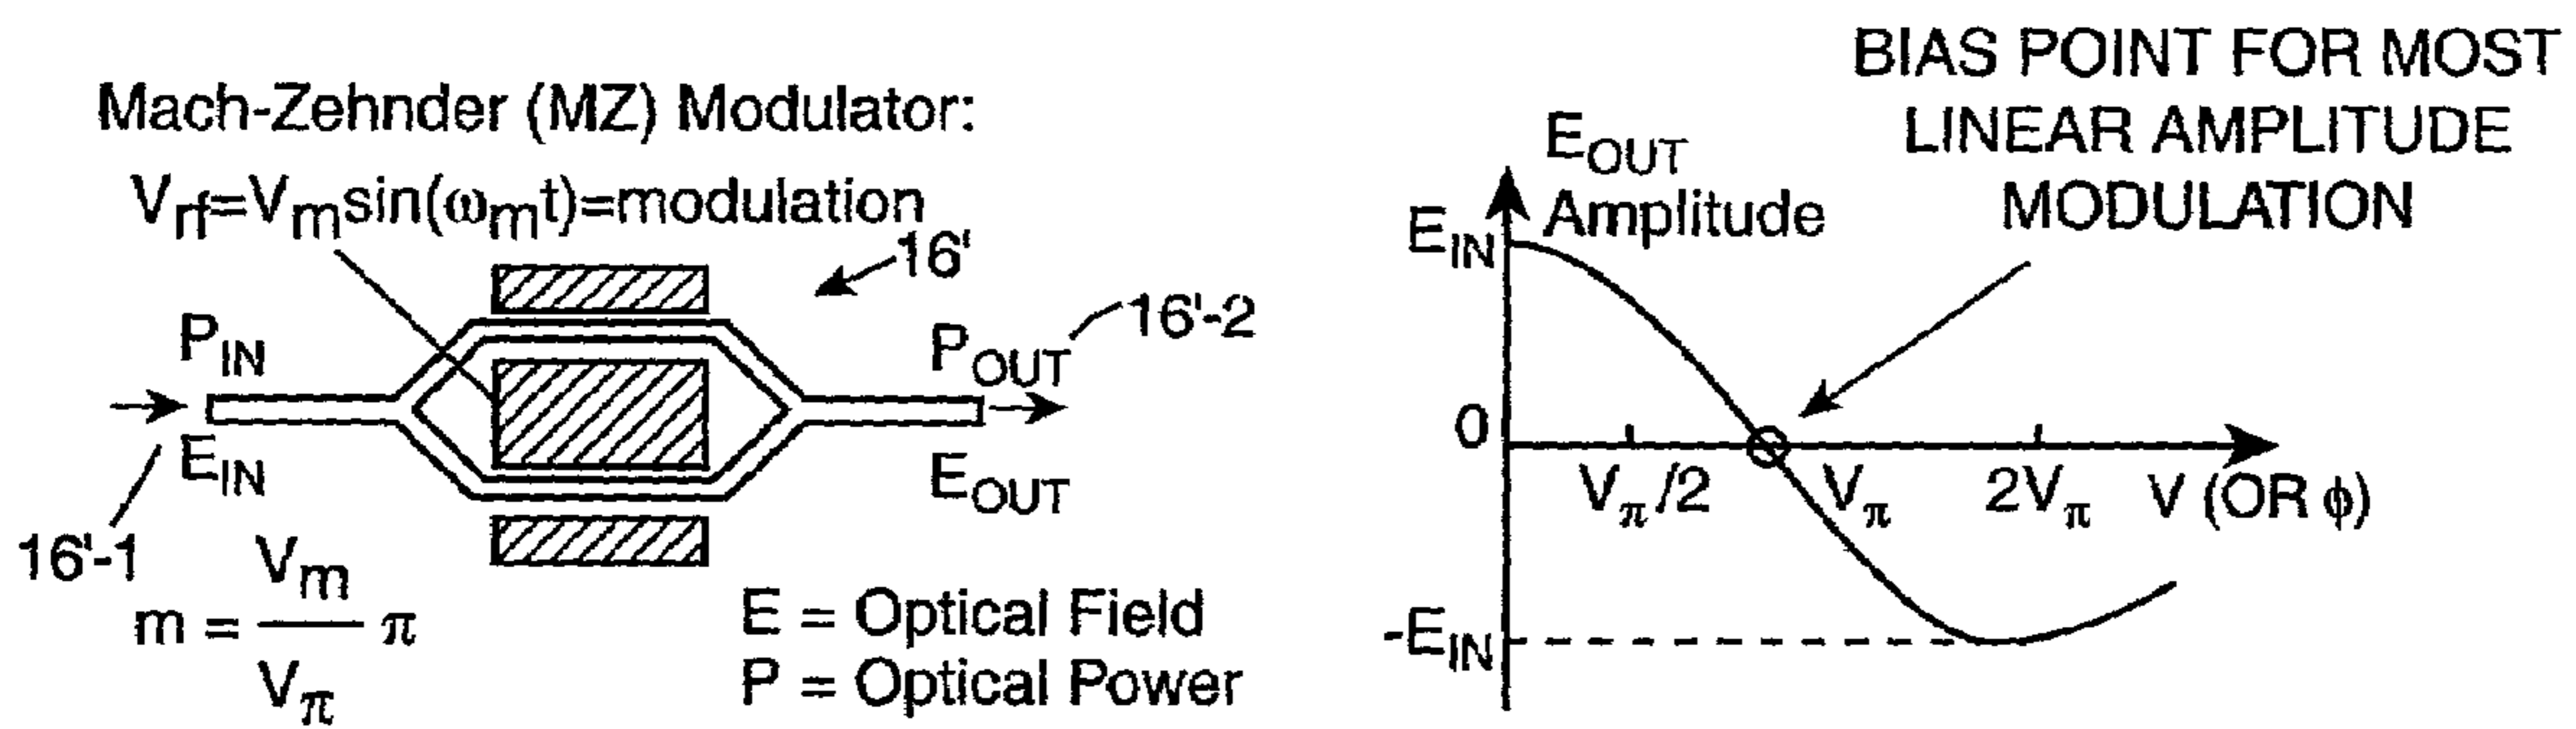 Mach-Zehnder (MZ) Modulator:
Vrf=Vmsin(ωmt)=modulation
16'
PIN
POUT
16'-2
EIN
EOUT
16'-1
m = Vm/Vπ π
E = Optical Field
P = Optical Power
BIAS POINT FOR MOST
LINEAR AMPLITUDE
MODULATION
EOUT
Amplitude
EIN
0
Vπ/2
Vπ
2Vπ
V (OR ϕ)
-EIN